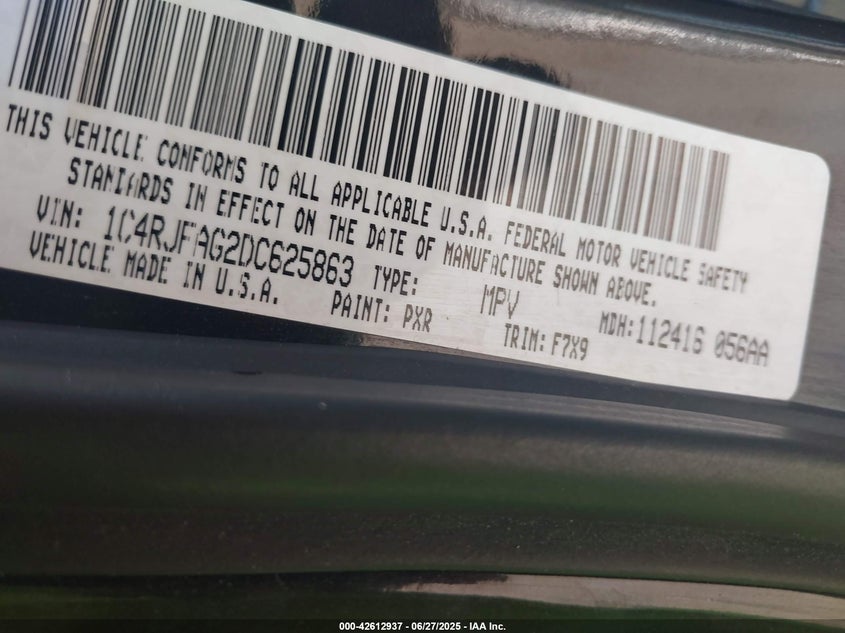 THIS VEHICLE CONFORMS TO ALL APPLICABLE U.S.A. FEDERAL MOTOR VEHICLE SAFETY
STANDARDS IN EFFECT ON THE DATE OF MANUFACTURE SHOWN ABOVE.
VIN: 1C4RJFAG2DC625863 TYPE: MPV MDH:112416 056AA
VEHICLE MADE IN U.S.A. PAINT: PXR TRIM: F7X9
000-42612937 - 06/27/2025 - IAA Inc.